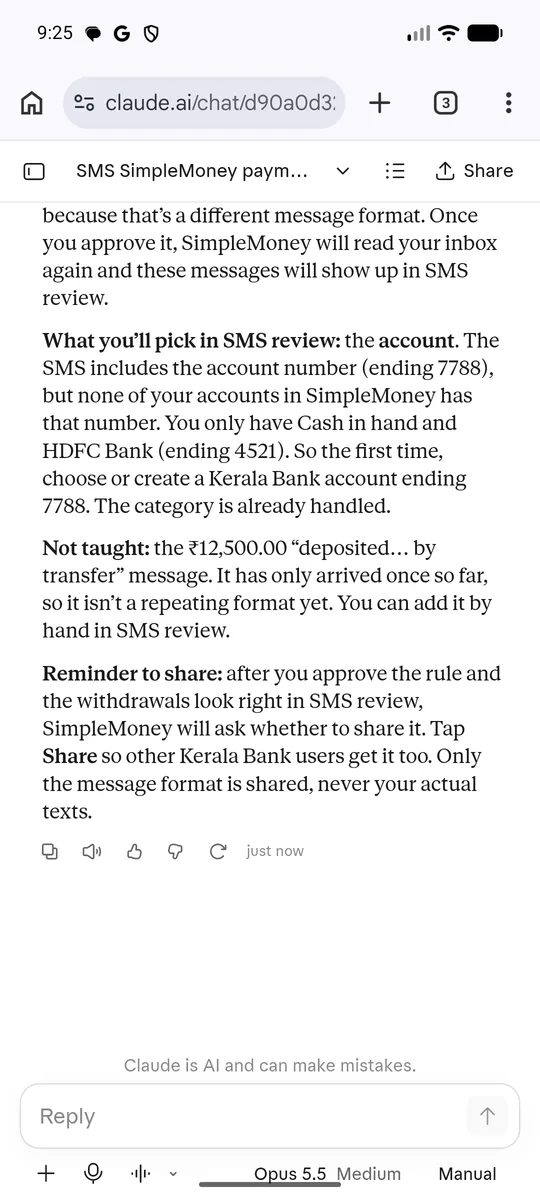 9:25
claude.ai/chat/d90a0d3
3
SMS SimpleMoney paym...
Share
because that’s a different message format. Once
you approve it, SimpleMoney will read your inbox
again and these messages will show up in SMS
review.
What you’ll pick in SMS review: the account. The
SMS includes the account number (ending 7788),
but none of your accounts in SimpleMoney has
that number. You only have Cash in hand and
HDFC Bank (ending 4521). So the first time,
choose or create a Kerala Bank account ending
7788. The category is already handled.
Not taught: the ₹12,500.00 “deposited… by
transfer” message. It has only arrived once so far,
so it isn’t a repeating format yet. You can add it by
hand in SMS review.
Reminder to share: after you approve the rule and
the withdrawals look right in SMS review,
SimpleMoney will ask whether to share it. Tap
Share so other Kerala Bank users get it too. Only
the message format is shared, never your actual
texts.
just now
Claude is AI and can make mistakes.
Reply
Opus 5.5 Medium
Manual